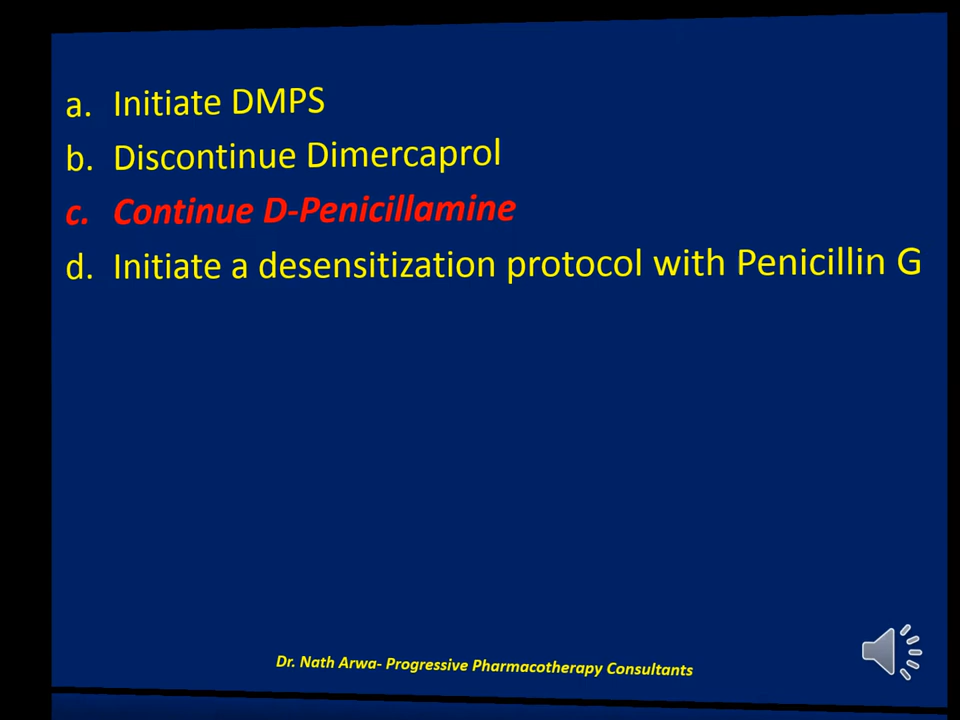 a. Initiate DMPS
b. Discontinue Dimercaprol
c. Continue D-Penicillamine
d. Initiate a desensitization protocol with Penicillin G
Dr. Nath Arwa- Progressive Pharmacotherapy Consultants